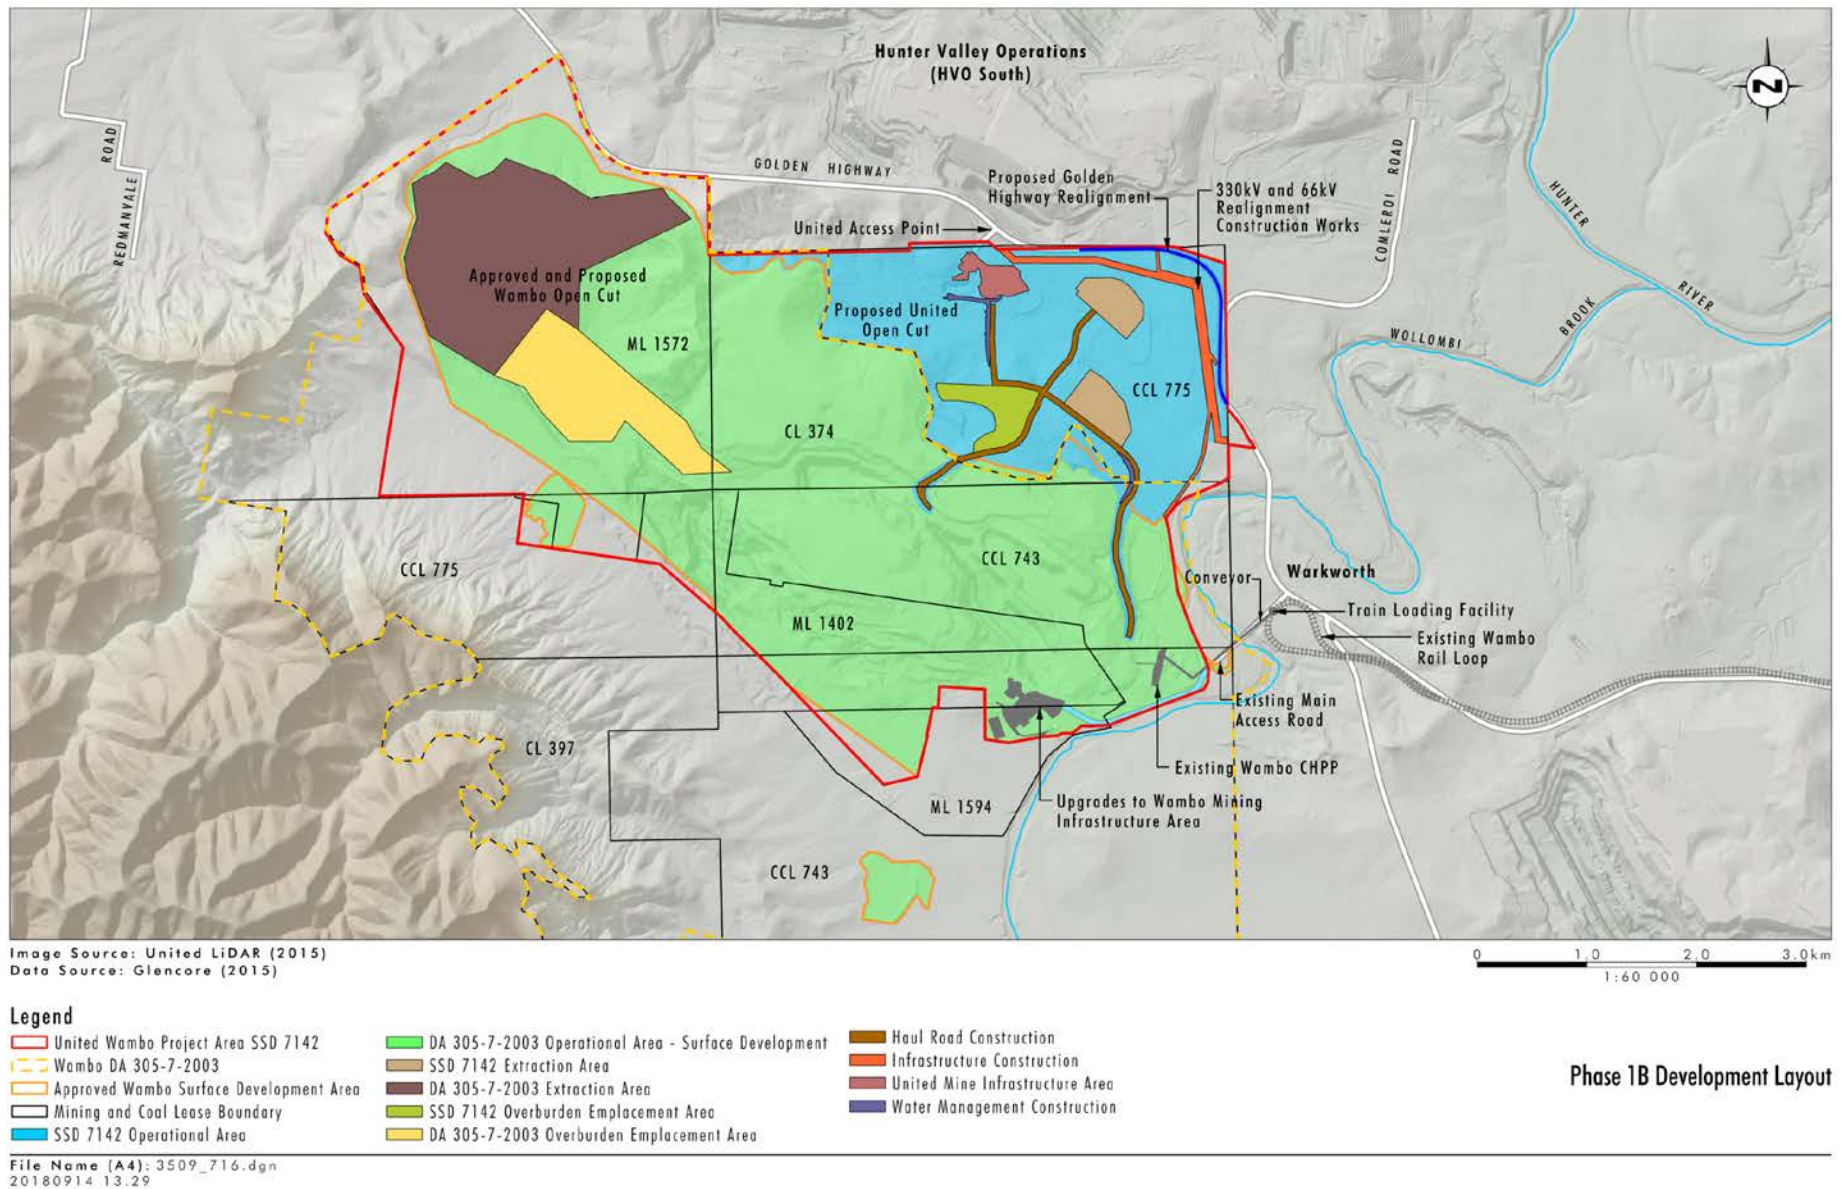 Hunter Valley Operations
(HVO South)
N
ROAD
REDMANVALE
GOLDEN HIGHWAY
Proposed Golden
Highway Realignment
330kV and 66kV
Realignment
Construction Works
COMLEROI ROAD
HUNTER
RIVER
United Access Point
Approved and Proposed
Wambo Open Cut
Proposed United
Open Cut
ML 1572
WOLLOMBI
BROOK
CCL 775
CL 374
CCL 775
CCL 743
Conveyor
Warkworth
Train Loading Facility
ML 1402
Existing Wambo
Rail Loop
Existing Main
Access Road
CL 397
Existing Wambo CHPP
ML 1594
Upgrades to Wambo Mining
Infrastructure Area
CCL 743
Image Source: United LiDAR (2015)
Data Source: Glencore (2015)
0 1.0 2.0 3.0km
1:60 000
Legend
United Wambo Project Area SSD 7142
Wambo DA 305-7-2003
Approved Wambo Surface Development Area
Mining and Coal Lease Boundary
SSD 7142 Operational Area
DA 305-7-2003 Operational Area - Surface Development
SSD 7142 Extraction Area
DA 305-7-2003 Extraction Area
SSD 7142 Overburden Emplacement Area
DA 305-7-2003 Overburden Emplacement Area
Haul Road Construction
Infrastructure Construction
United Mine Infrastructure Area
Water Management Construction
Phase 1B Development Layout
File Name (A4): 3509_716.dgn
20180914 13.29